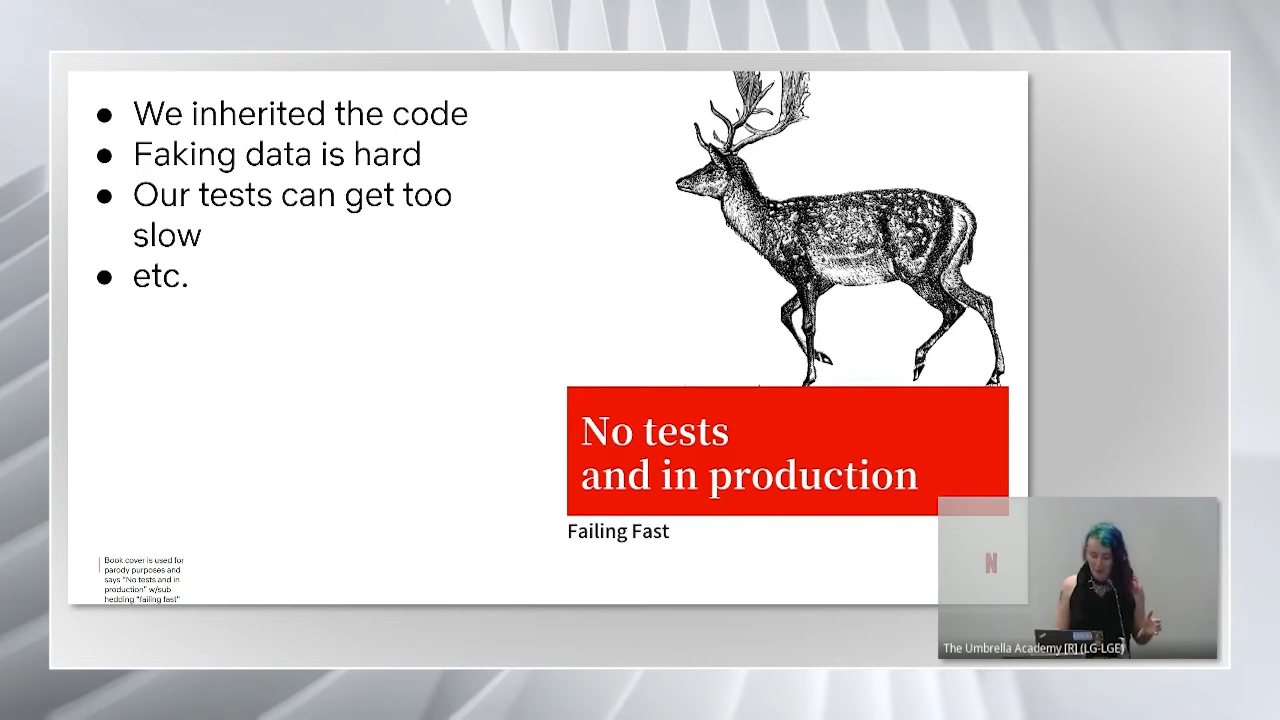 ● We inherited the code
● Faking data is hard
● Our tests can get too
slow
● etc.
No tests
and in production
Failing Fast
Book cover is used for
parody purposes and
says "No tests and in
production" w/sub
hedding "failing fast"
N
The Umbrella Academy [R] (LG-LGE)